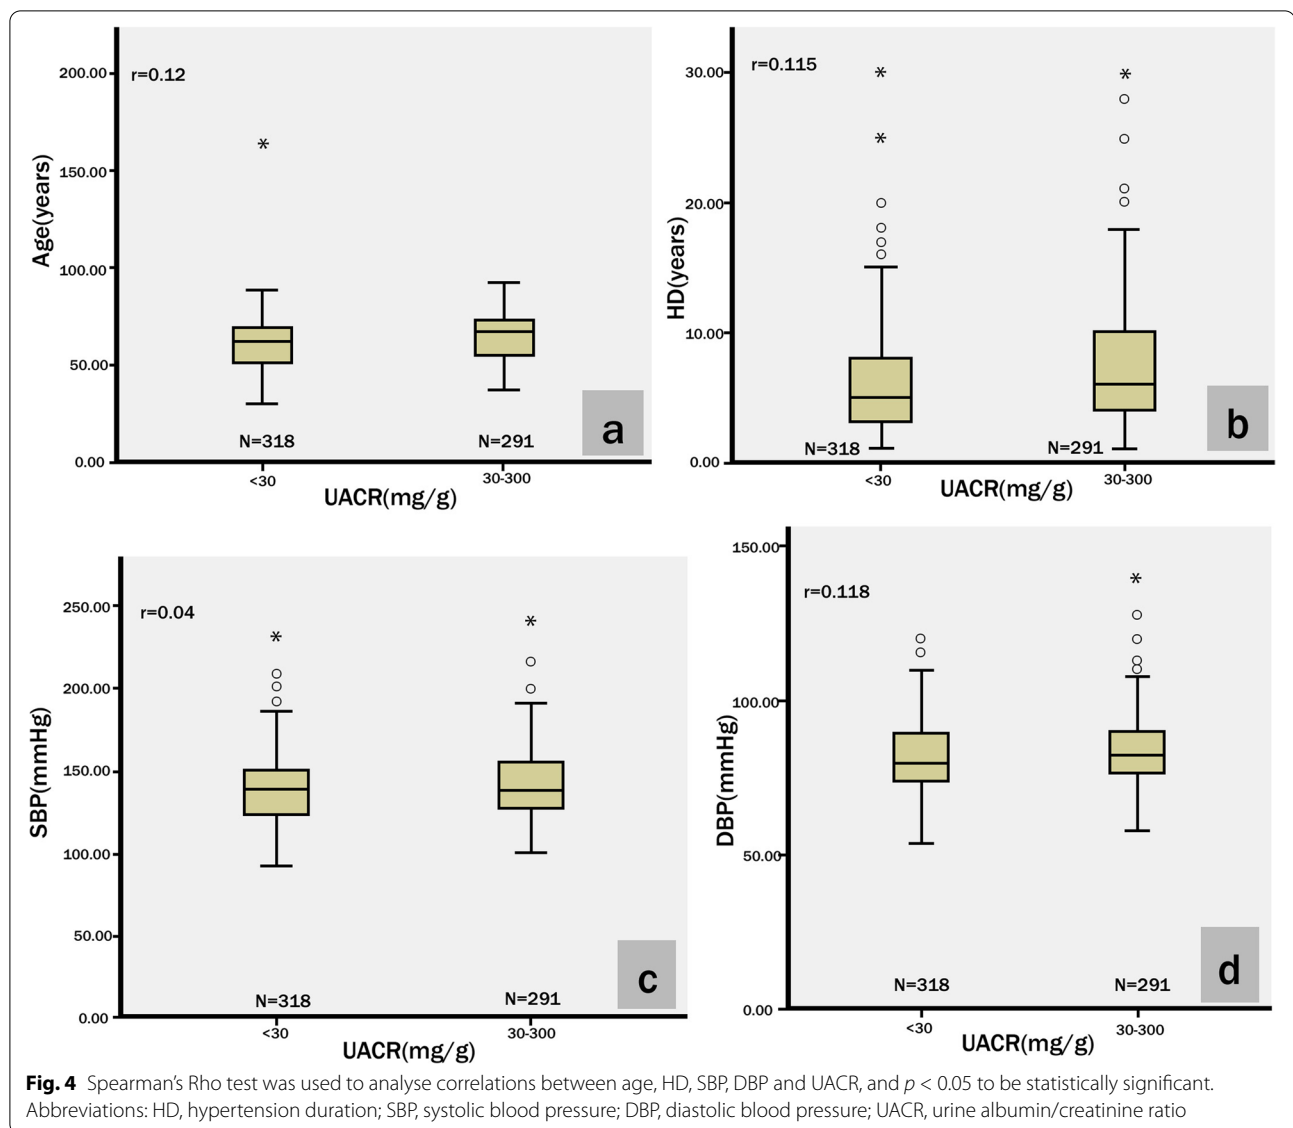 200.00
r=0.12
150.00
Age(years)
100.00
50.00
N=318
N=291
a
0.00
<30
30-300
UACR(mg/g)
30.00
r=0.115
20.00
HD(years)
10.00
b
N=318
N=291
0.00
<30
30-300
UACR(mg/g)
250.00
r=0.04
200.00
SBP(mmHg)
150.00
100.00
50.00
c
N=318
N=291
0.00
<30
30-300
UACR(mg/g)
150.00
r=0.118
100.00
DBP(mmHg)
50.00
d
N=318
N=291
0.00
<30
30-300
UACR(mg/g)
Fig. 4 Spearman's Rho test was used to analyse correlations between age, HD, SBP, DBP and UACR, and p < 0.05 to be statistically significant.
Abbreviations: HD, hypertension duration; SBP, systolic blood pressure; DBP, diastolic blood pressure; UACR, urine albumin/creatinine ratio